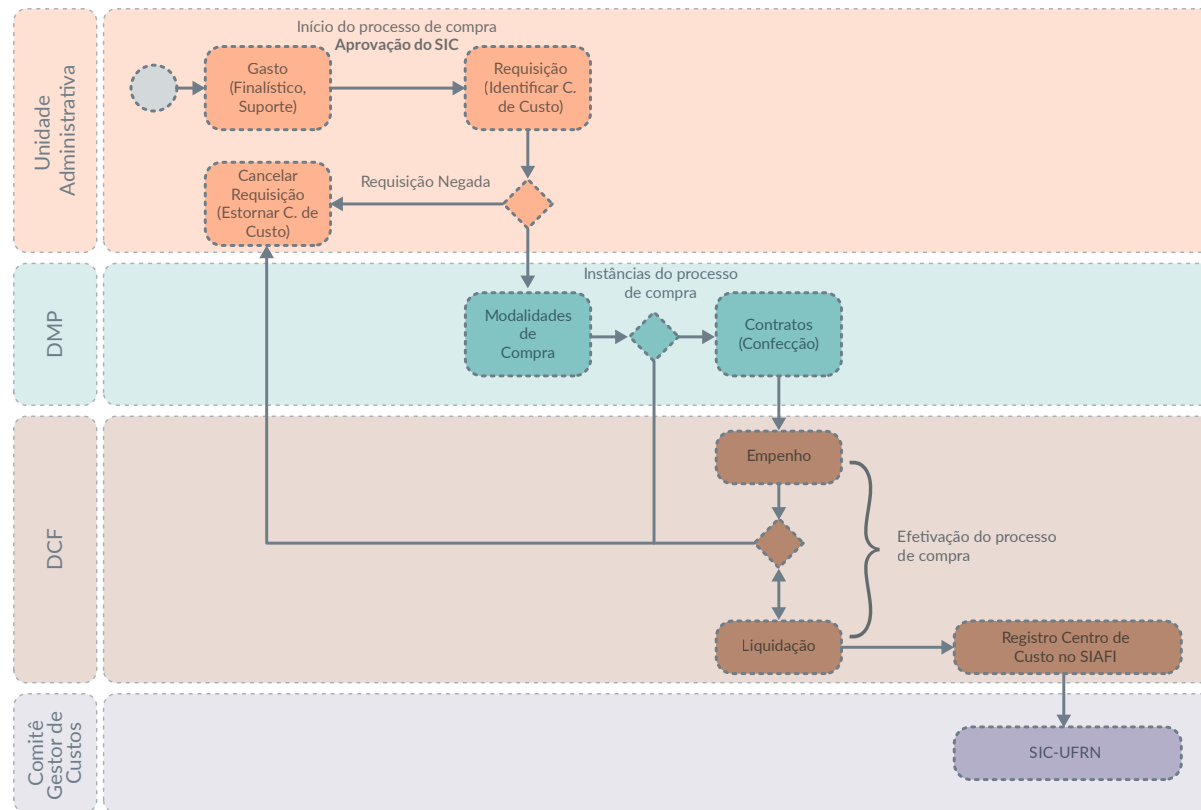 Unidade
Administrativa
Início do processo de compra
Aprovação do SIC
Gasto
(Finalístico,
Suporte)
Requisição
(Identificar C.
de Custo)
Cancelar
Requisição
(Estornar C. de
Custo)
Requisição Negada
DMP
Instâncias do processo
de compra
Modalidades
de
Compra
Contratos
(Confecção)
DCF
Empenho
Efetivação do processo
de compra
Liquidação
Registro Centro de
Custo no SIAFI
Comitê
Gestor de
Custos
SIC-UFRN